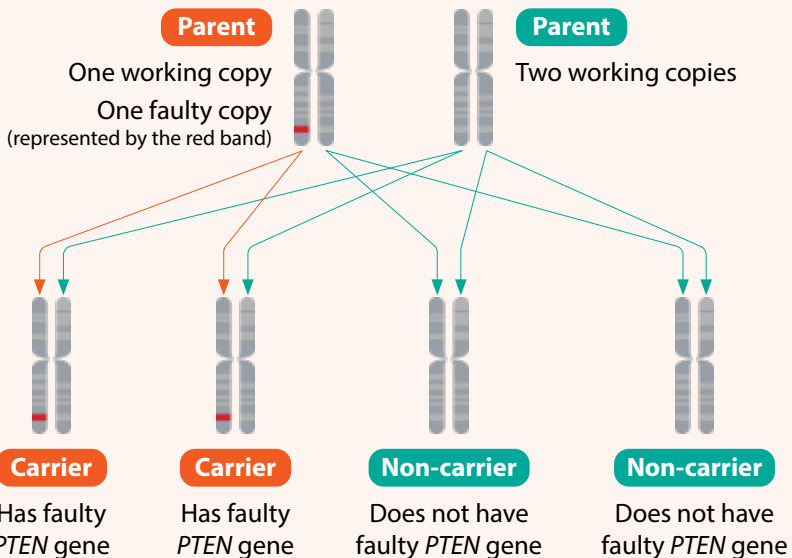 Parent
One working copy
One faulty copy
(represented by the red band)
Parent
Two working copies
Carrier
Has faulty
PTEN gene
Carrier
Has faulty
PTEN gene
Non-carrier
Does not have
faulty PTEN gene
Non-carrier
Does not have
faulty PTEN gene